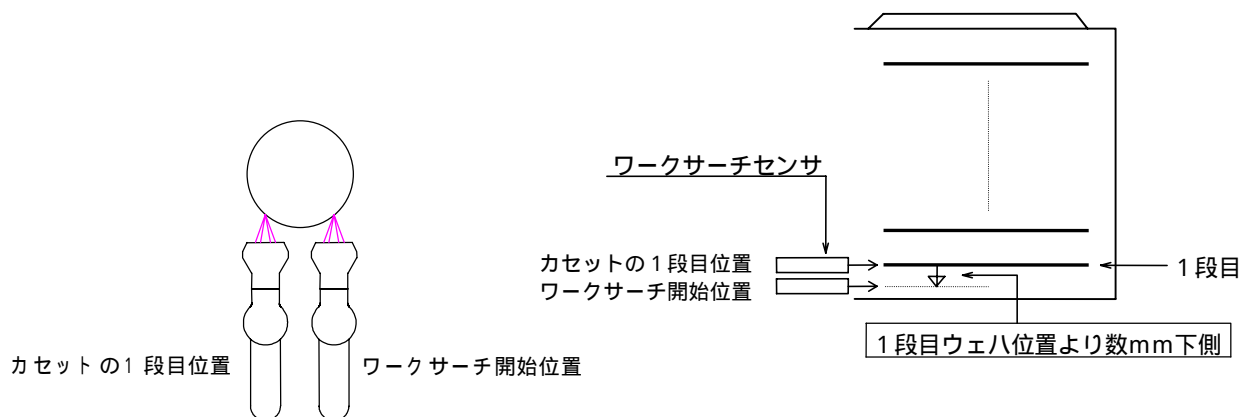 ワークサーチセンサ
カセットの1段目位置
ワークサーチ開始位置
1段目
1段目ウェハ位置より数mm下側
カセットの1段目位置
ワークサーチ開始位置